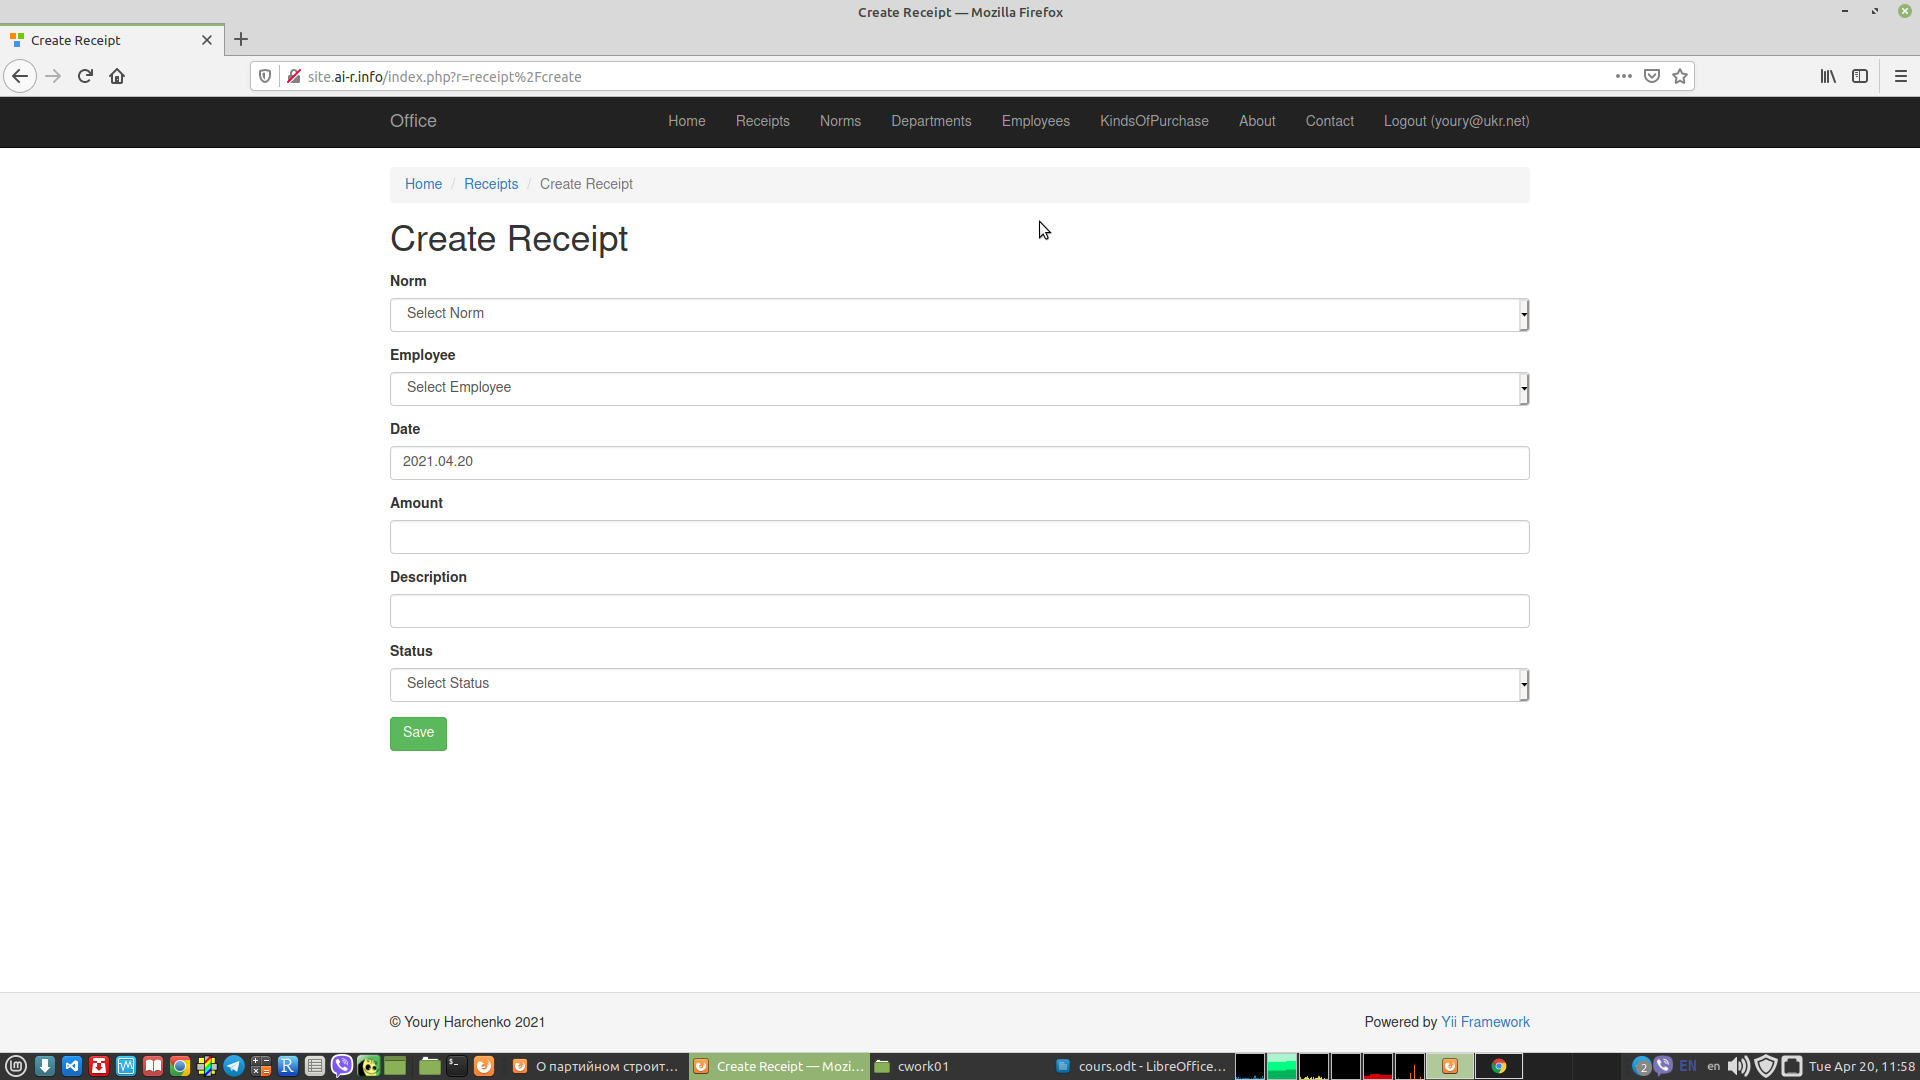 Create Receipt — Mozilla Firefox
Create Receipt
site.ai-r.info/index.php?r=receipt%2Fcreate
Office
Home
Receipts
Norms
Departments
Employees
KindsOfPurchase
About
Contact
Logout (youry@ukr.net)
Home / Receipts / Create Receipt
Create Receipt
Norm
Select Norm
Employee
Select Employee
Date
2021.04.20
Amount
Description
Status
Select Status
Save
© Youry Harchenko 2021
Powered by Yii Framework
О партийном строит...
Create Receipt — Mozi...
cwork01
cours.odt - LibreOffice...
2
EN
en
Tue Apr 20, 11:58